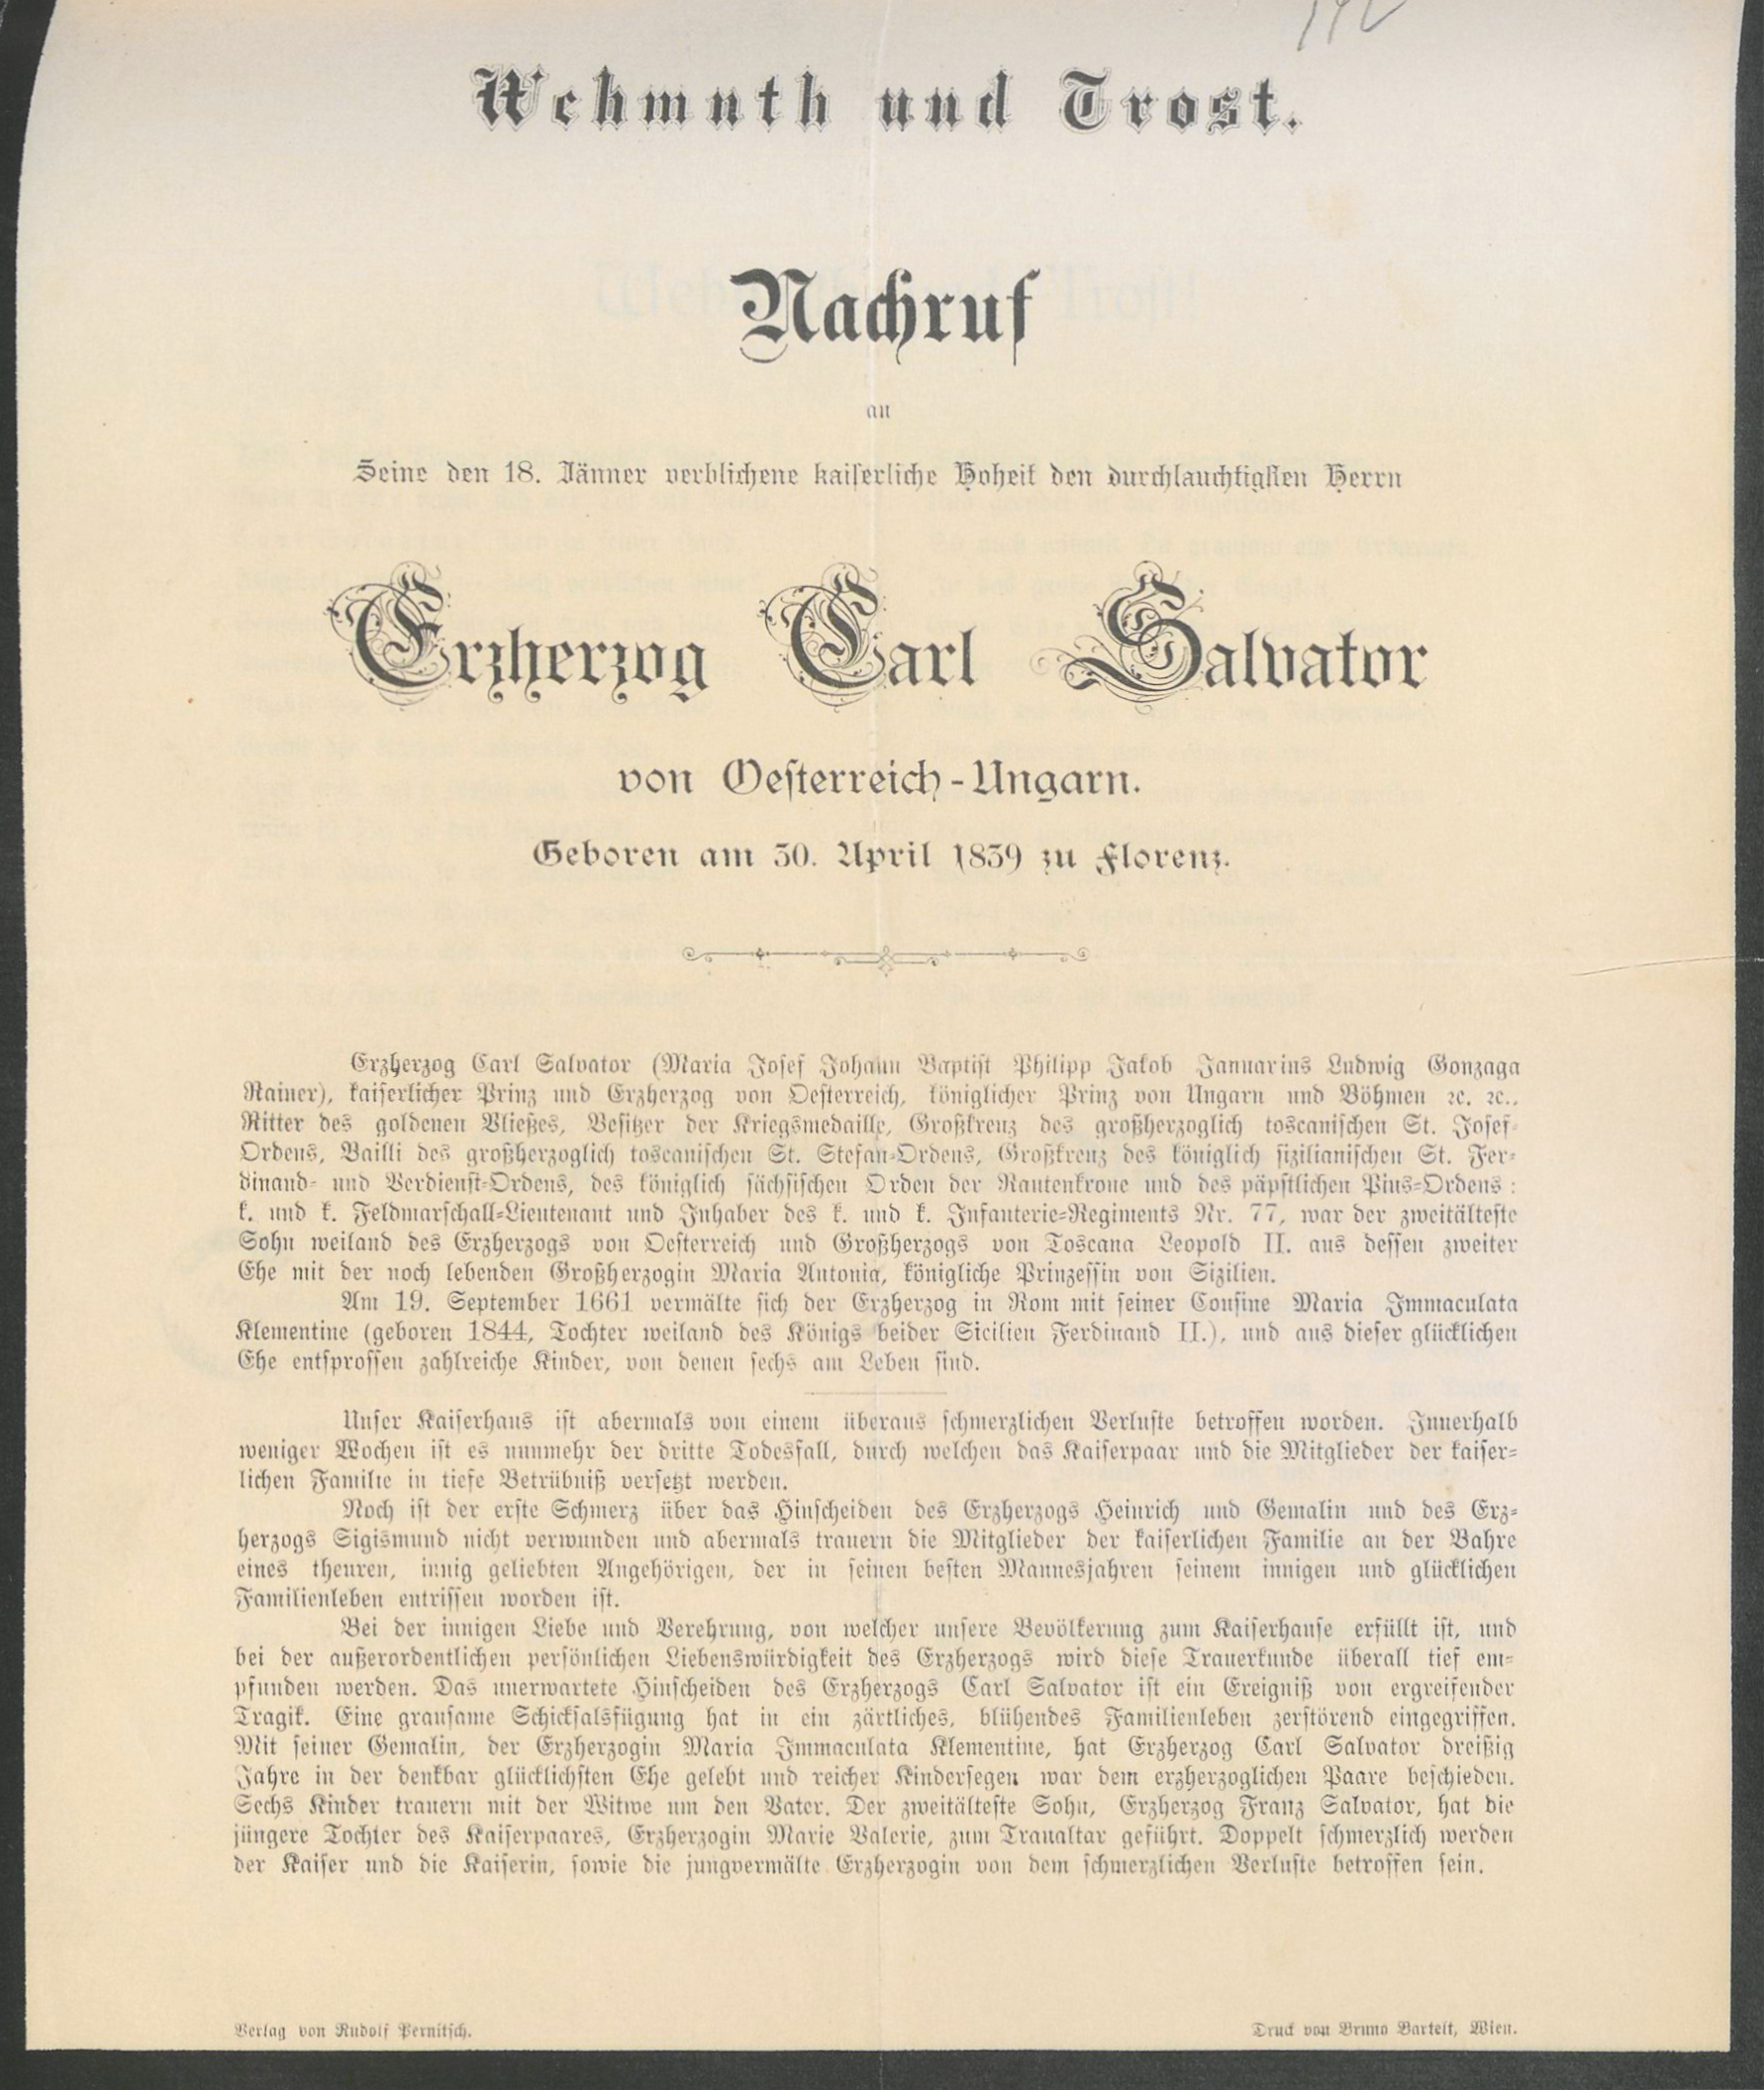 Wehmuth und Trost.
Nachruf
an
Seine den 18. Jänner verblichene kaiserliche Hoheit den durchlauchtigsten Herrn
Erzherzog Carl Salvator
von Oesterreich-Ungarn.
Geboren am 30. April 1839 zu Florenz.
Erzherzog Carl Salvator (Maria Josef Johann Baptist Philipp Jakob Januarius Ludwig Gonzaga
Rainer), kaiserlicher Prinz und Erzherzog von Oesterreich, königlicher Prinz von Ungarn und Böhmen ꝛc. ꝛc.,
Ritter des goldenen Vließes, Besitzer der Kriegsmedaille, Großkreuz des großherzoglich toscanischen St. Josef-
Ordens, Bailli des großherzoglich toscanischen St. Stefan-Ordens, Großkreuz des königlich sizilianischen St. Fer-
dinand- und Verdienst-Ordens, des königlich sächsischen Orden der Rautenkrone und des päpstlichen Pius-Ordens:
k. und k. Feldmarschall-Lieutenant und Inhaber des k. und k. Infanterie-Regiments Nr. 77, war der zweitälteste
Sohn weiland des Erzherzogs von Oesterreich und Großherzogs von Toscana Leopold II. aus dessen zweiter
Ehe mit der noch lebenden Großherzogin Maria Antonia, königliche Prinzessin von Sizilien.
Am 19. September 1661 vermälte sich der Erzherzog in Rom mit seiner Cousine Maria Immaculata
Klementine (geboren 1844, Tochter weiland des Königs beider Sicilien Ferdinand II.), und aus dieser glücklichen
Ehe entsprossen zahlreiche Kinder, von denen sechs am Leben sind.
Unser Kaiserhaus ist abermals von einem überaus schmerzlichen Verluste betroffen worden. Innerhalb
weniger Wochen ist es nunmehr der dritte Todesfall, durch welchen das Kaiserpaar und die Mitglieder der kaiser-
lichen Familie in tiefe Betrübniß versetzt werden.
Noch ist der erste Schmerz über das Hinscheiden des Erzherzogs Heinrich und Gemalin und des Erz-
herzogs Sigismund nicht verwunden und abermals trauern die Mitglieder der kaiserlichen Familie an der Bahre
eines theuren, innig geliebten Angehörigen, der in seinen besten Mannesjahren seinem innigen und glücklichen
Familienleben entrissen worden ist.
Bei der innigen Liebe und Verehrung, von welcher unsere Bevölkerung zum Kaiserhause erfüllt ist, und
bei der außerordentlichen persönlichen Liebenswürdigkeit des Erzherzogs wird diese Trauerkunde überall tief em-
pfunden werden. Das unerwartete Hinscheiden des Erzherzogs Carl Salvator ist ein Ereigniß von ergreifender
Tragik. Eine grausame Schicksalsfügung hat in ein zärtliches, blühendes Familienleben zerstörend eingegriffen.
Mit seiner Gemalin, der Erzherzogin Maria Immaculata Klementine, hat Erzherzog Carl Salvator dreißig
Jahre in der denkbar glücklichsten Ehe gelebt und reicher Kindersegen war dem erzherzoglichen Paare beschieden.
Sechs Kinder trauern mit der Witwe um den Vater. Der zweitälteste Sohn, Erzherzog Franz Salvator, hat die
jüngere Tochter des Kaiserpaares, Erzherzogin Marie Valerie, zum Traualtar geführt. Doppelt schmerzlich werden
der Kaiser und die Kaiserin, sowie die jungvermälte Erzherzogin von dem schmerzlichen Verluste betroffen sein.
Verlag von Rudolf Pernitsch.
Druck von Bruno Bartelt, Wien.